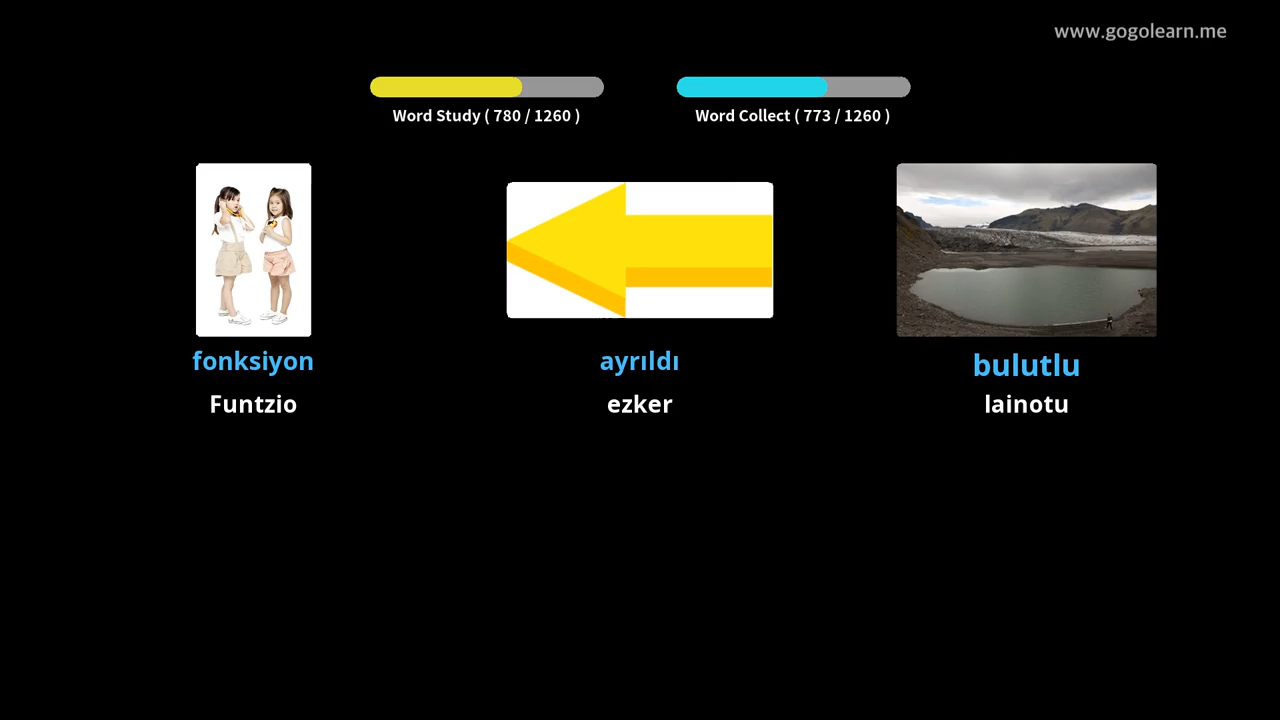 www.gogolearn.me
Word Study ( 780 / 1260 )
Word Collect ( 773 / 1260 )
fonksiyon
ayrıldı
bulutlu
Funtzio
ezker
lainotu